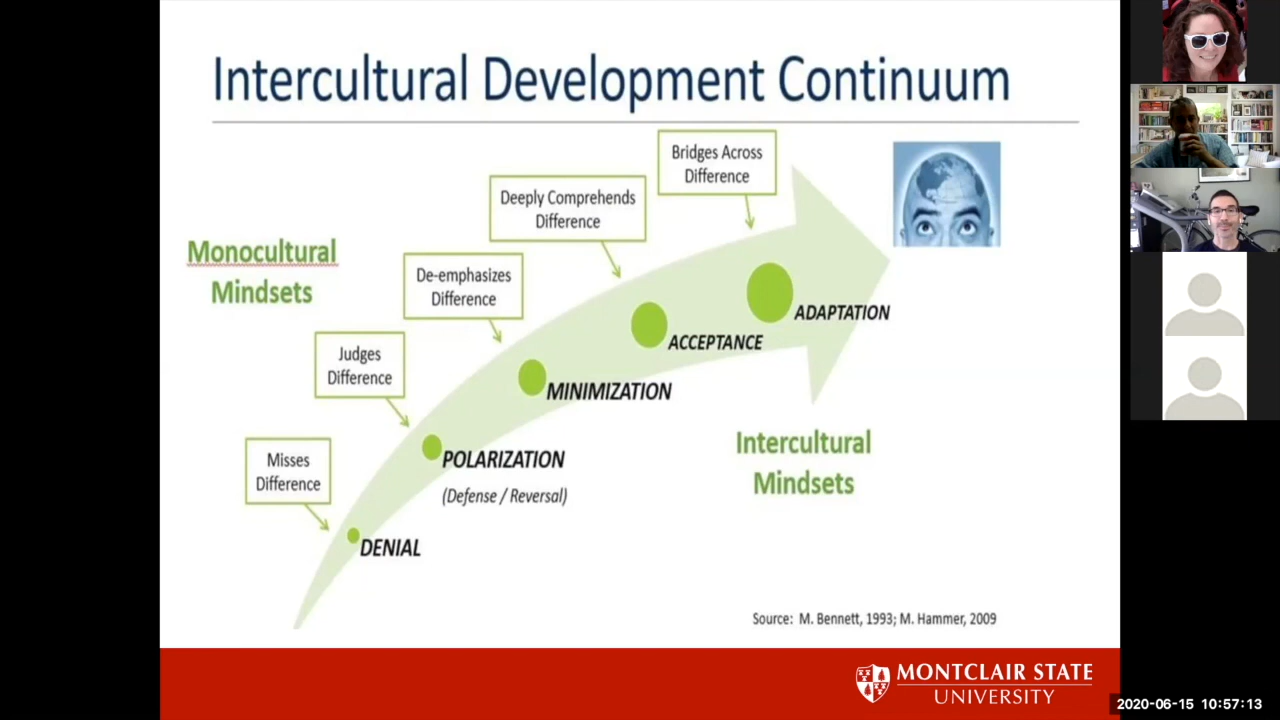 Intercultural Development Continuum
Bridges Across
Difference
Deeply Comprehends
Difference
Monocultural
Mindsets
De-emphasizes
Difference
ADAPTATION
ACCEPTANCE
Judges
Difference
MINIMIZATION
Intercultural
Mindsets
Misses
Difference
POLARIZATION
(Defense / Reversal)
DENIAL
Source: M. Bennett, 1993; M. Hammer, 2009
MONTCLAIR STATE
UNIVERSITY
2020-06-15 10:57:13